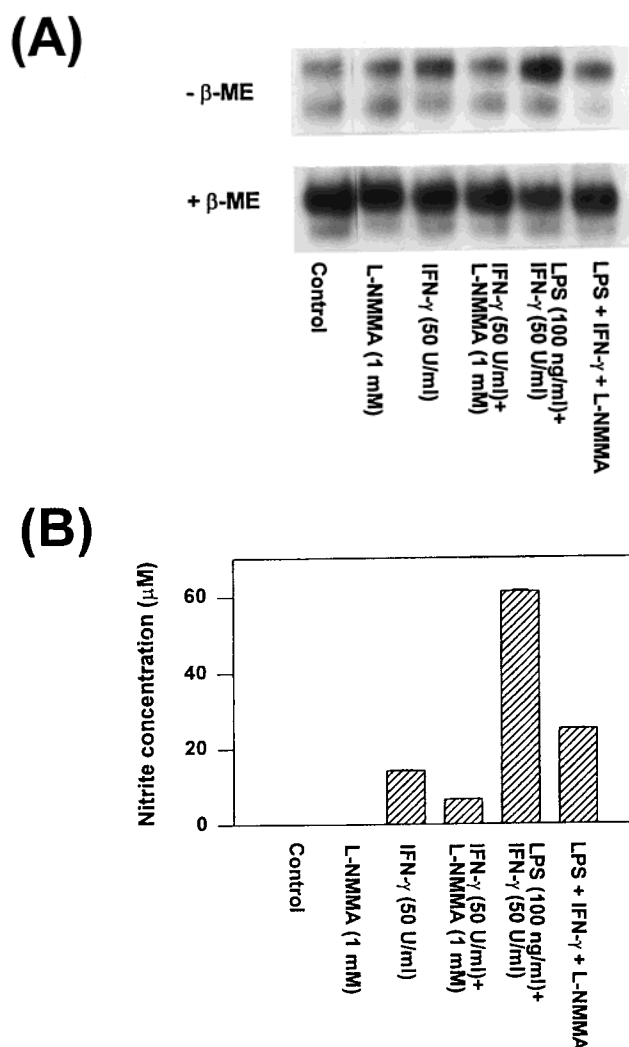 (A)
- β-ME
+ β-ME
Control
L-NMMA (1 mM)
IFN-γ (50 U/ml)
IFN-γ (50 U/ml)+
L-NMMA (1 mM)
LPS (100 ng/ml)+
IFN-γ (50 U/ml)
LPS + IFN-γ + L-NMMA
(B)
Nitrite concentration (μM)
60
40
20
0
Control
L-NMMA (1 mM)
IFN-γ (50 U/ml)
IFN-γ (50 U/ml)+
L-NMMA (1 mM)
LPS (100 ng/ml)+
IFN-γ (50 U/ml)
LPS + IFN-γ + L-NMMA